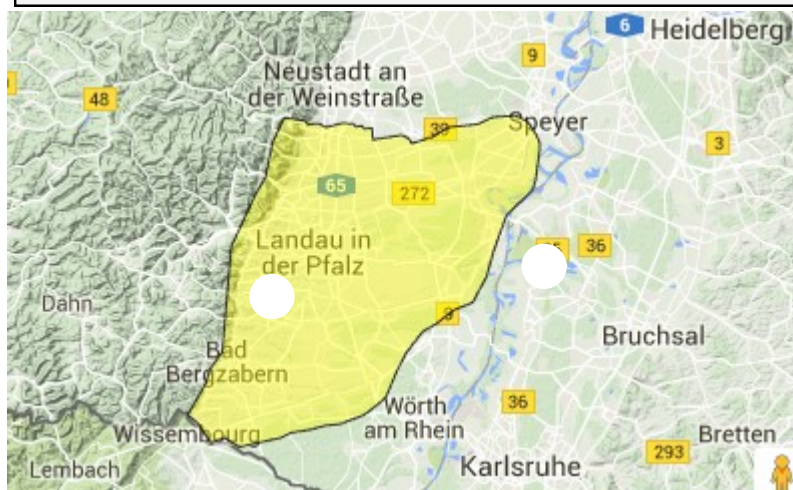 6
Heidelberg
9
Neustadt an
der Weinstraße
48
39
Speyer
3
65
272
Landau in
der Pfalz
36
Dahn
9
Bruchsal
Bad
Bergzabern
36
Wörth
am Rhein
Wissembourg
Bretten
293
Lembach
Karlsruhe